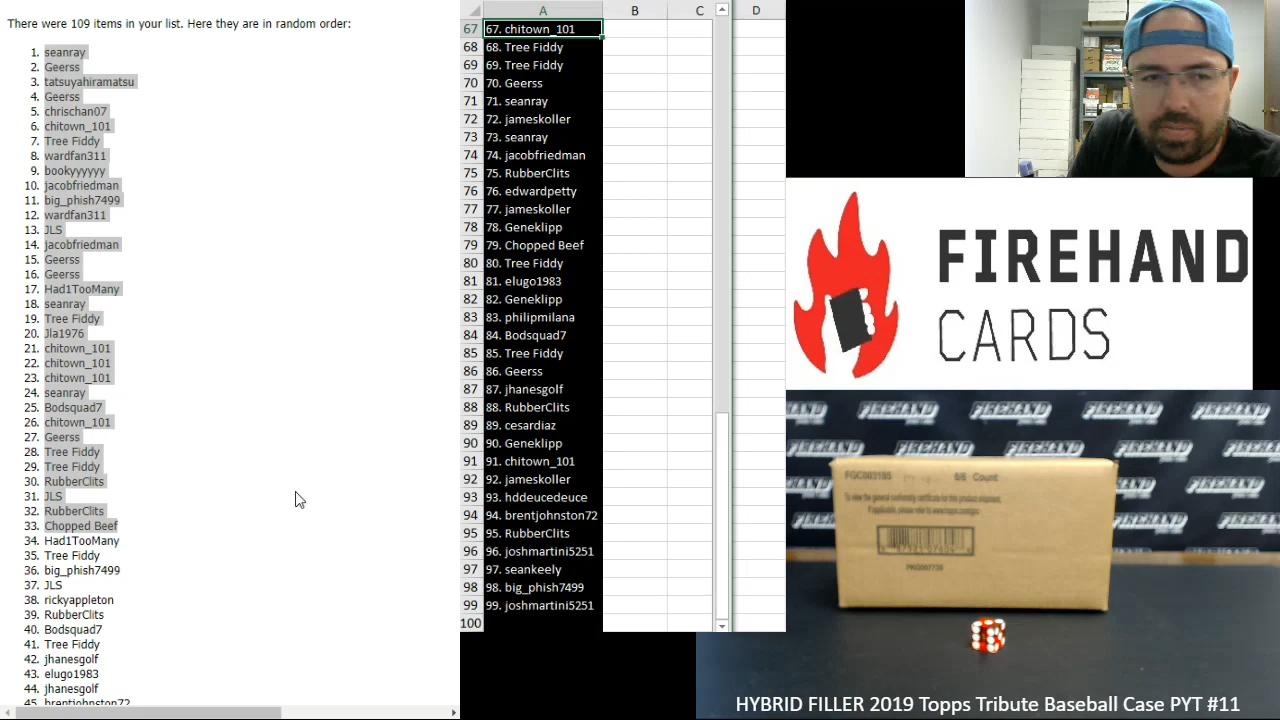 There were 109 items in your list. Here they are in random order:
1. seanray
2. Geerss
3. tatsuyahiramatsu
4. Geerss
5. chrischan07
6. chitown_101
7. Tree Fiddy
8. wardfan311
9. bookyyyyyy
10. jacobfriedman
11. big_phish7499
12. wardfan311
13. JLS
14. jacobfriedman
15. Geerss
16. Geerss
17. Had1TooMany
18. seanray
19. Tree Fiddy
20. Jla1976
21. chitown_101
22. chitown_101
23. chitown_101
24. seanray
25. Bodsquad7
26. chitown_101
27. Geerss
28. Tree Fiddy
29. Tree Fiddy
30. RubberClits
31. JLS
32. RubberClits
33. Chopped Beef
34. Had1TooMany
35. Tree Fiddy
36. big_phish7499
37. JLS
38. rickyappleton
39. RubberClits
40. Bodsquad7
41. Tree Fiddy
42. jhanesgolf
43. elugo1983
44. jhanesgolf
45. brentjohnston72
A B C D
67 67. chitown_101
68 68. Tree Fiddy
69 69. Tree Fiddy
70 70. Geerss
71 71. seanray
72 72. jameskoller
73 73. seanray
74 74. jacobfriedman
75 75. RubberClits
76 76. edwardpetty
77 77. jameskoller
78 78. Geneklipp
79 79. Chopped Beef
80 80. Tree Fiddy
81 81. elugo1983
82 82. Geneklipp
83 83. philipmilana
84 84. Bodsquad7
85 85. Tree Fiddy
86 86. Geerss
87 87. jhanesgolf
88 88. RubberClits
89 89. cesardiaz
90 90. Geneklipp
91 91. chitown_101
92 92. jameskoller
93 93. hddeucedeuce
94 94. brentjohnston72
95 95. RubberClits
96 96. joshmartini5251
97 97. seankeely
98 98. big_phish7499
99 99. joshmartini5251
100
FIREHAND
CARDS
FIREHAND FIREHAND FIREHAND
FIREHAND FIREHAND
6/6 Count
HYBRID FILLER 2019 Topps Tribute Baseball Case PYT #11